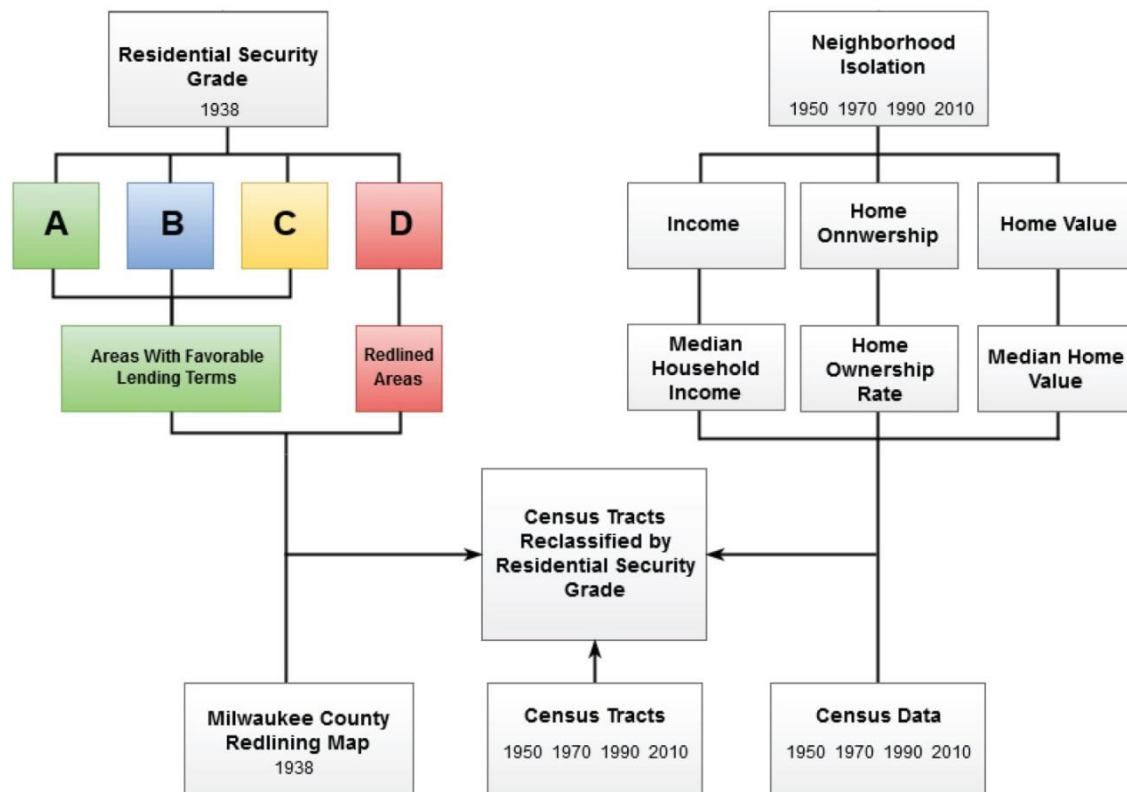 Residential Security
Grade
1938
Neighborhood
Isolation
1950 1970 1990 2010
A
B
C
D
Income
Home
Onnwership
Home Value
Areas With Favorable
Lending Terms
Redlined
Areas
Median
Household
Income
Home
Ownership
Rate
Median Home
Value
Census Tracts
Reclassified by
Residential Security
Grade
Milwaukee County
Redlining Map
1938
Census Tracts
1950 1970 1990 2010
Census Data
1950 1970 1990 2010